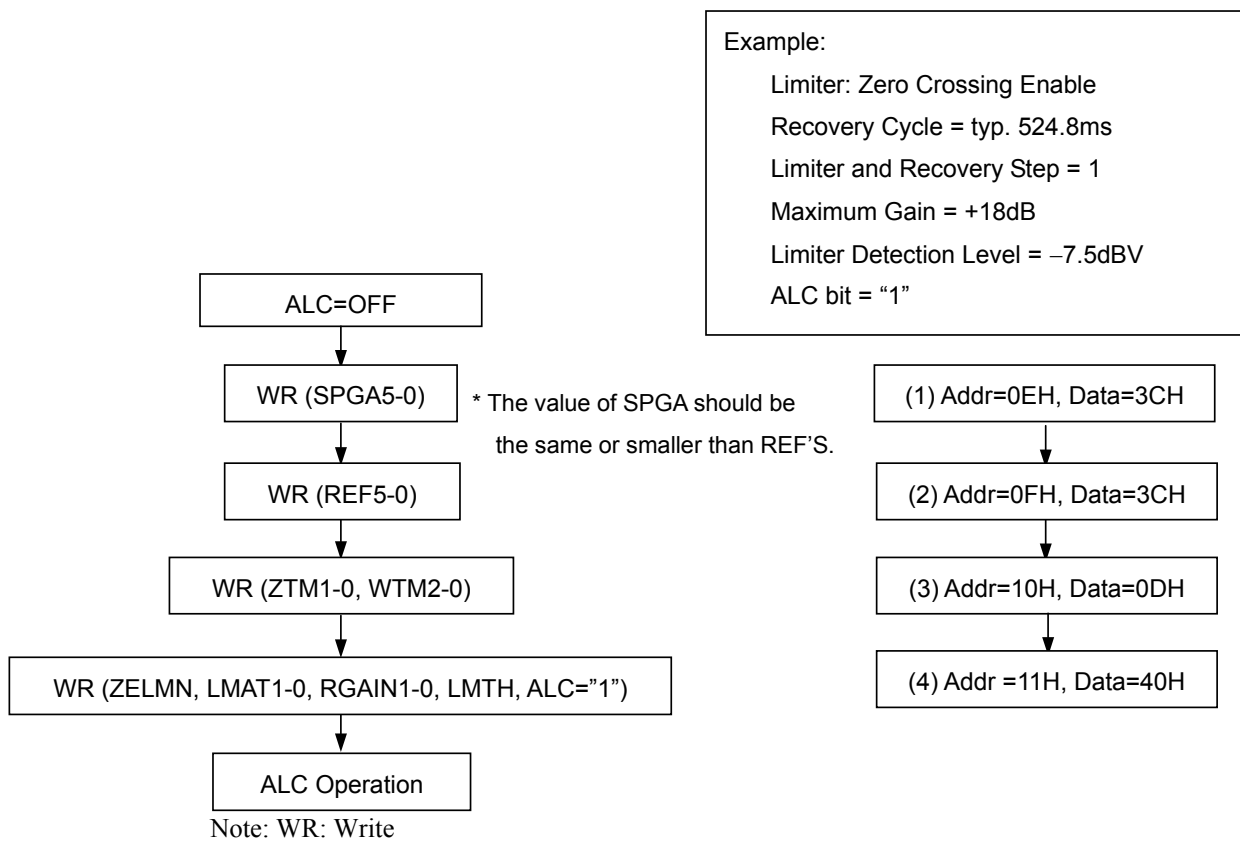 Example:
Limiter: Zero Crossing Enable
Recovery Cycle = typ. 524.8ms
Limiter and Recovery Step = 1
Maximum Gain = +18dB
Limiter Detection Level = −7.5dBV
ALC bit = “1”
ALC=OFF
WR (SPGA5-0)
* The value of SPGA should be
the same or smaller than REF’S.
WR (REF5-0)
WR (ZTM1-0, WTM2-0)
WR (ZELMN, LMAT1-0, RGAIN1-0, LMTH, ALC=”1”)
ALC Operation
Note: WR: Write
(1) Addr=0EH, Data=3CH
(2) Addr=0FH, Data=3CH
(3) Addr=10H, Data=0DH
(4) Addr =11H, Data=40H